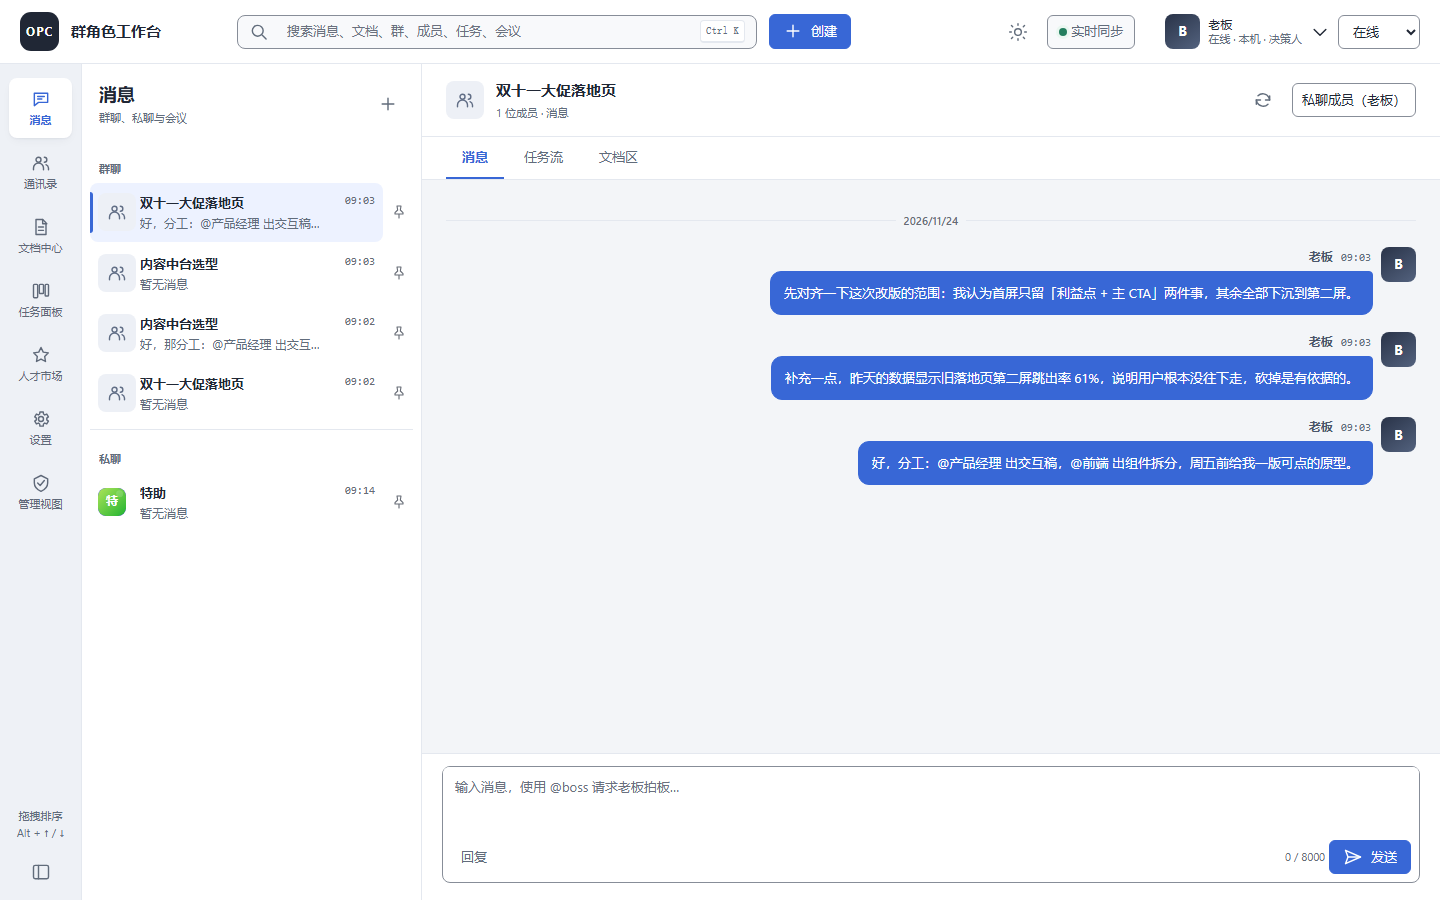 OPC
群角色工作台
搜索消息、文档、群、成员、任务、会议
Ctrl K
创建
实时同步
B
老板
在线 · 本机 · 决策人
在线
消息
通讯录
文档中心
任务面板
人才市场
设置
管理视图
拖拽排序
Alt + ↑ / ↓
消息
群聊、私聊与会议
群聊
双十一大促落地页
09:03
好，分工：@产品经理 出交互稿...
内容中台选型
09:03
暂无消息
内容中台选型
09:02
好，那分工：@产品经理 出交互...
双十一大促落地页
09:02
暂无消息
私聊
特
特助
09:14
暂无消息
双十一大促落地页
1 位成员 · 消息
私聊成员（老板）
消息
任务流
文档区
2026/11/24
老板 09:03
B
先对齐一下这次改版的范围：我认为首屏只留「利益点 + 主 CTA」两件事，其余全部下沉到第二屏。
老板 09:03
B
补充一点，昨天的数据显示旧落地页第二屏跳出率 61%，说明用户根本没往下走，砍掉是有依据的。
老板 09:03
B
好，分工：@产品经理 出交互稿，@前端 出组件拆分，周五前给我一版可点的原型。
输入消息，使用 @boss 请求老板拍板...
回复
0 / 8000
发送